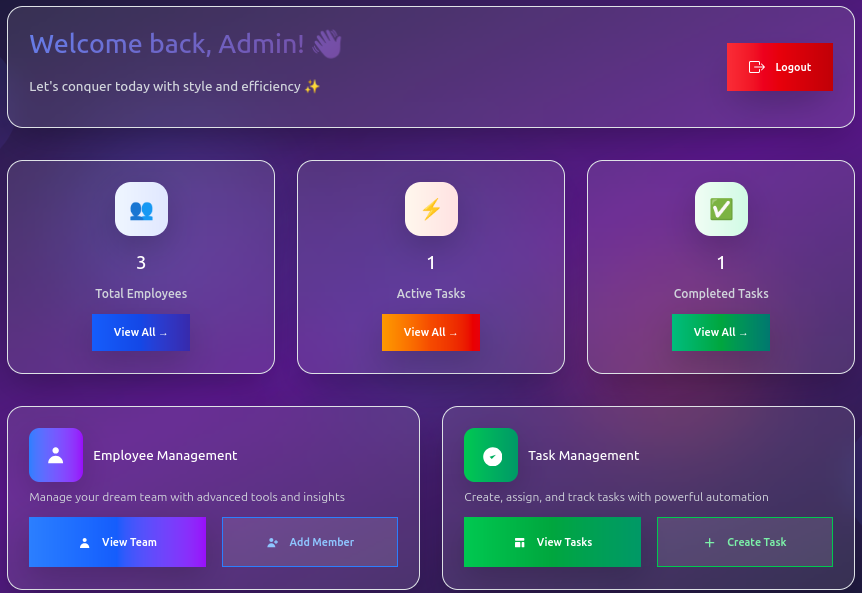 Welcome back, Admin! 👋
Let's conquer today with style and efficiency ✨
Logout
3
Total Employees
View All →
1
Active Tasks
View All →
1
Completed Tasks
View All →
Employee Management
Manage your dream team with advanced tools and insights
View Team
Add Member
Task Management
Create, assign, and track tasks with powerful automation
View Tasks
Create Task